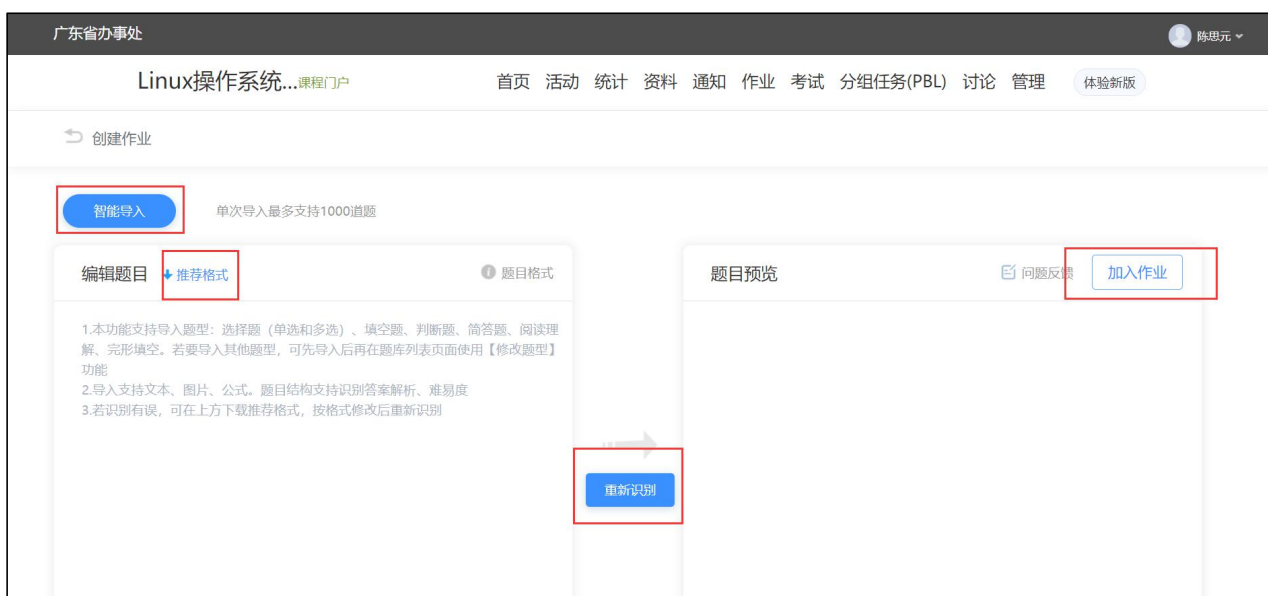 广东省办事处
陈思元
Linux操作系统...课程门户
首页 活动 统计 资料 通知 作业 考试 分组任务(PBL) 讨论 管理 体验新版
创建作业
智能导入 单次导入最多支持1000道题
编辑题目 推荐格式 题目格式
1.本功能支持导入题型：选择题（单选和多选）、填空题、判断题、简答题、阅读理
解、完形填空。若要导入其他题型，可先导入后再在题库列表页面使用【修改题型】
功能
2.导入支持文本、图片、公式。题目结构支持识别答案解析、难易度
3.若识别有误，可在上方下载推荐格式，按格式修改后重新识别
重新识别
题目预览 问题反馈 加入作业